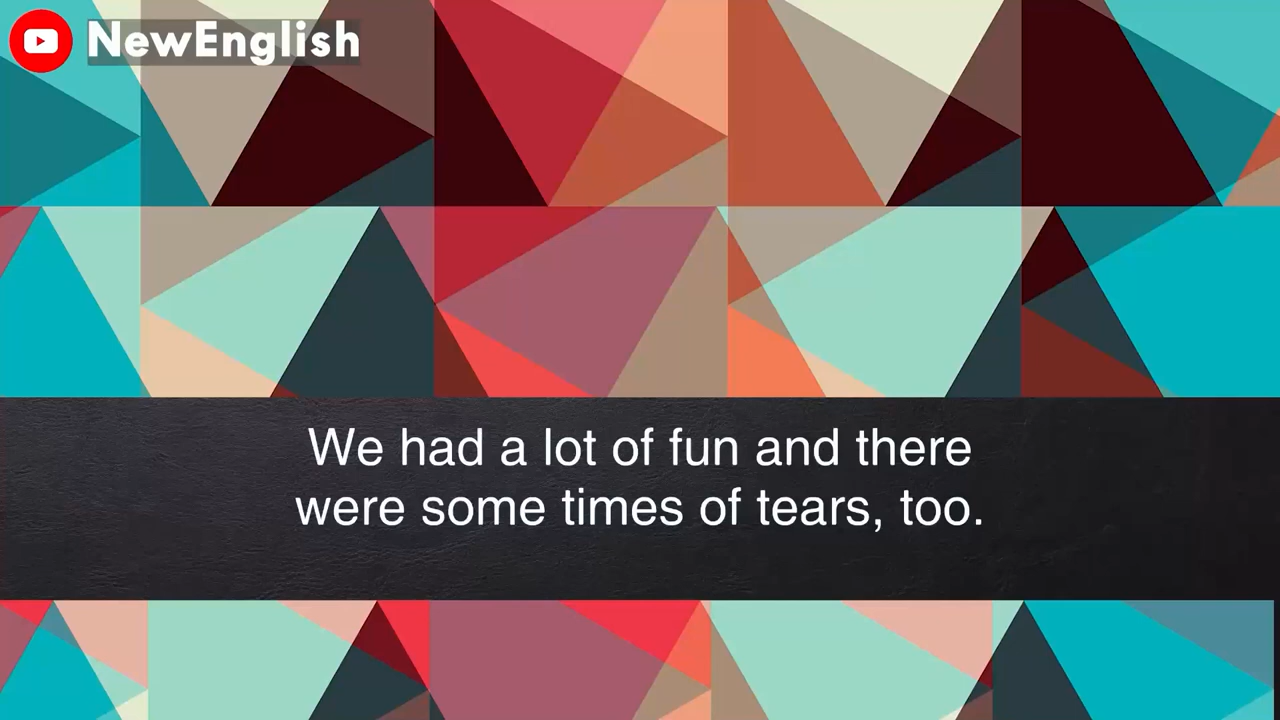 NewEnglish
We had a lot of fun and there
were some times of tears, too.